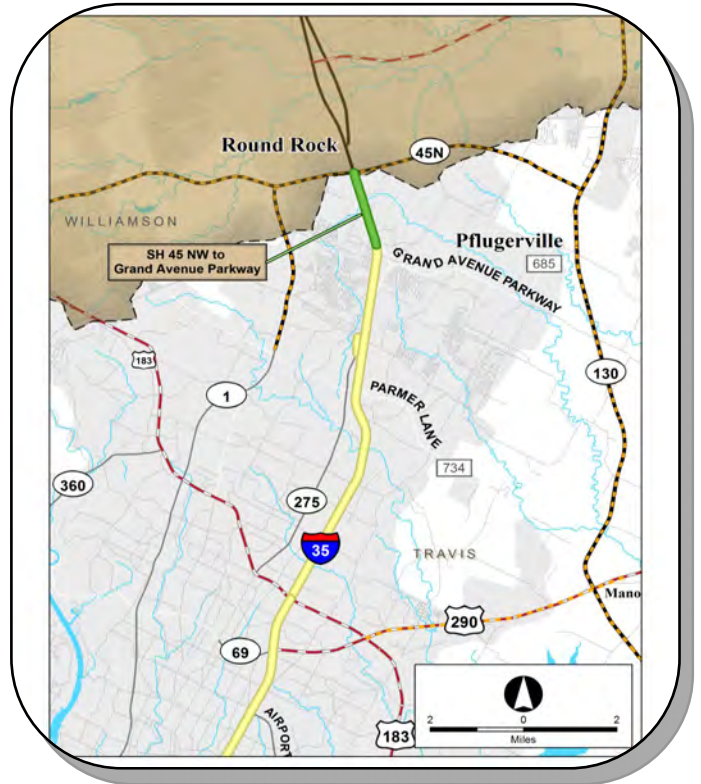 Round Rock
45N
WILLIAMSON
SH 45 NW to
Grand Avenue Parkway
Pflugerville
GRAND AVENUE PARKWAY
685
183
1
130
PARMER LANE
734
360
275
35
TRAVIS
Mano
290
69
AIRPORT
183
2 0 2
Miles